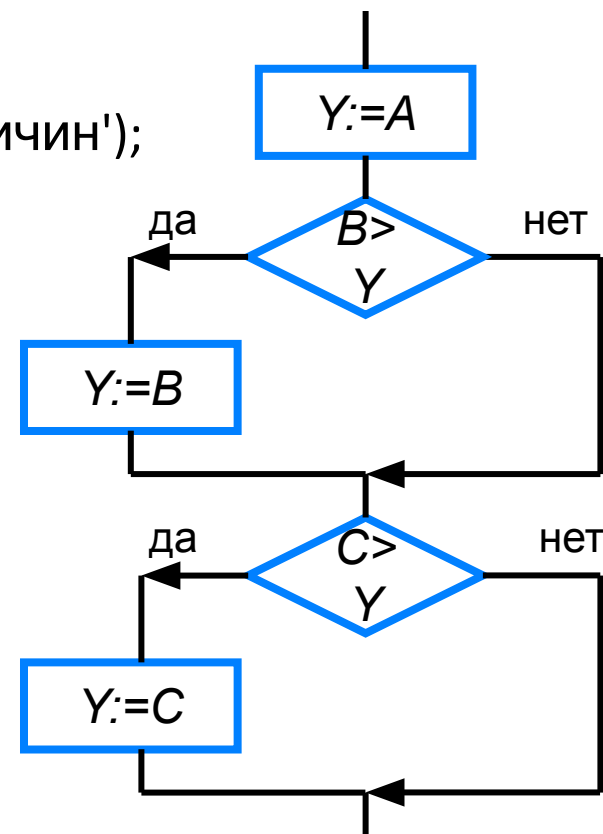 Y:=A
ичин');
да
B>
Y
нет
Y:=B
да
C>
Y
нет
Y:=C